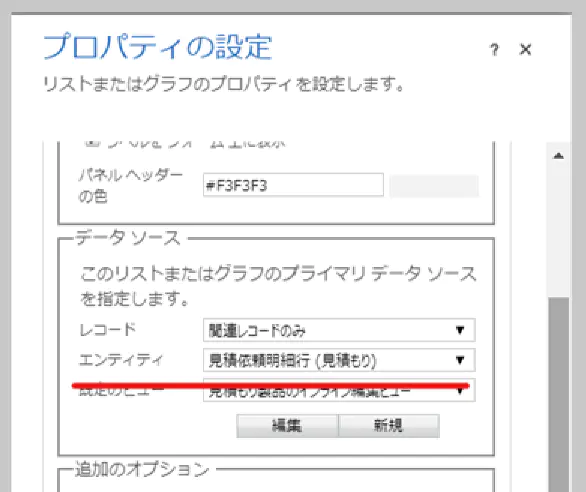 プロパティの設定
? ×
リストまたはグラフのプロパティを設定します。
パネル ヘッダー
の色
#F3F3F3
データ ソース
このリストまたはグラフのプライマリ データ ソース
を指定します。
レコード 関連レコードのみ
エンティティ 見積依頼明細行 (見積もり)
既定のビュー 見積もり製品のインライン編集ビュー
編集 新規
追加のオプション